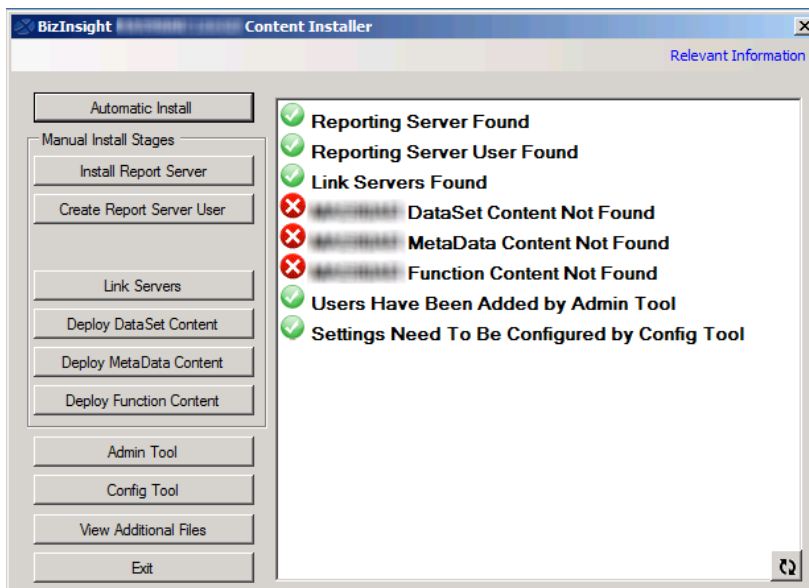 BizInsight Content Installer
Relevant Information
Automatic Install
Manual Install Stages
Install Report Server
Create Report Server User
Link Servers
Deploy DataSet Content
Deploy MetaData Content
Deploy Function Content
Admin Tool
Config Tool
View Additional Files
Exit
Reporting Server Found
Reporting Server User Found
Link Servers Found
DataSet Content Not Found
MetaData Content Not Found
Function Content Not Found
Users Have Been Added by Admin Tool
Settings Need To Be Configured by Config Tool